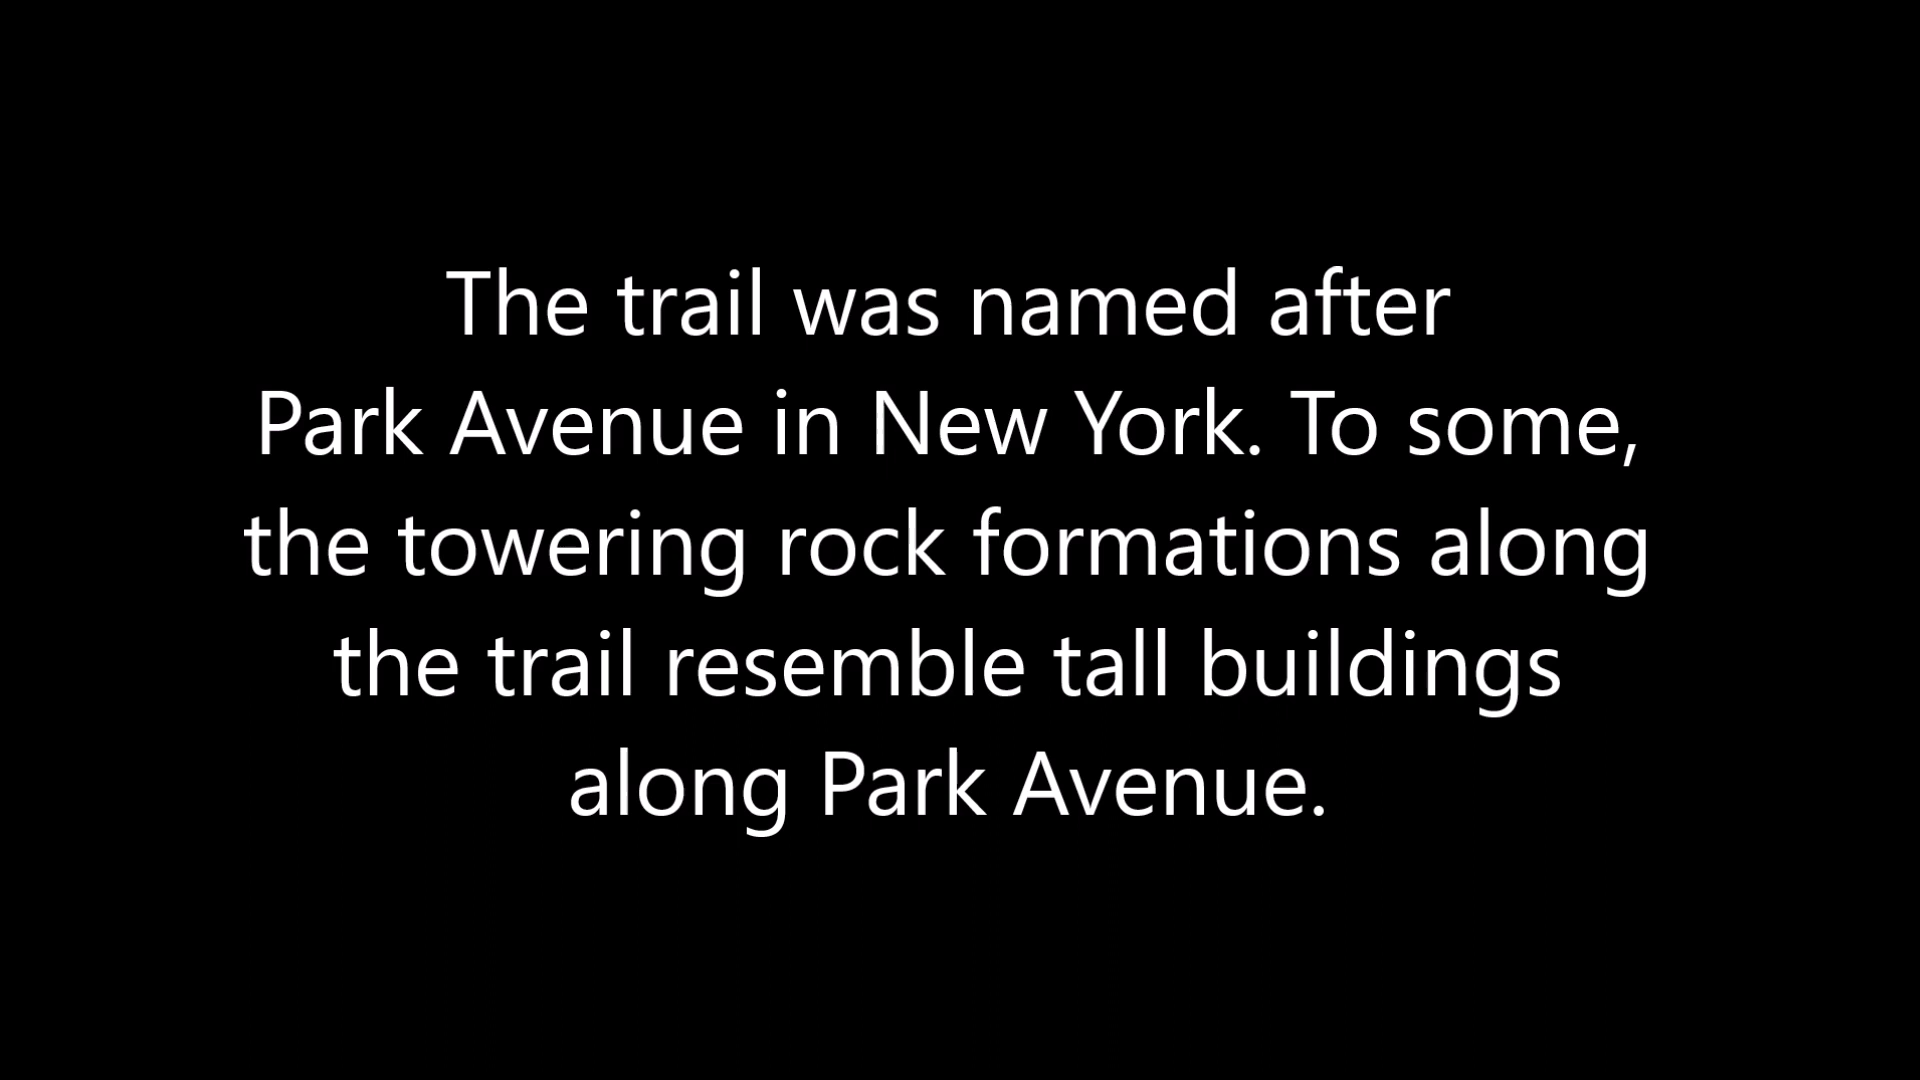 The trail was named after
Park Avenue in New York. To some,
the towering rock formations along
the trail resemble tall buildings
along Park Avenue.